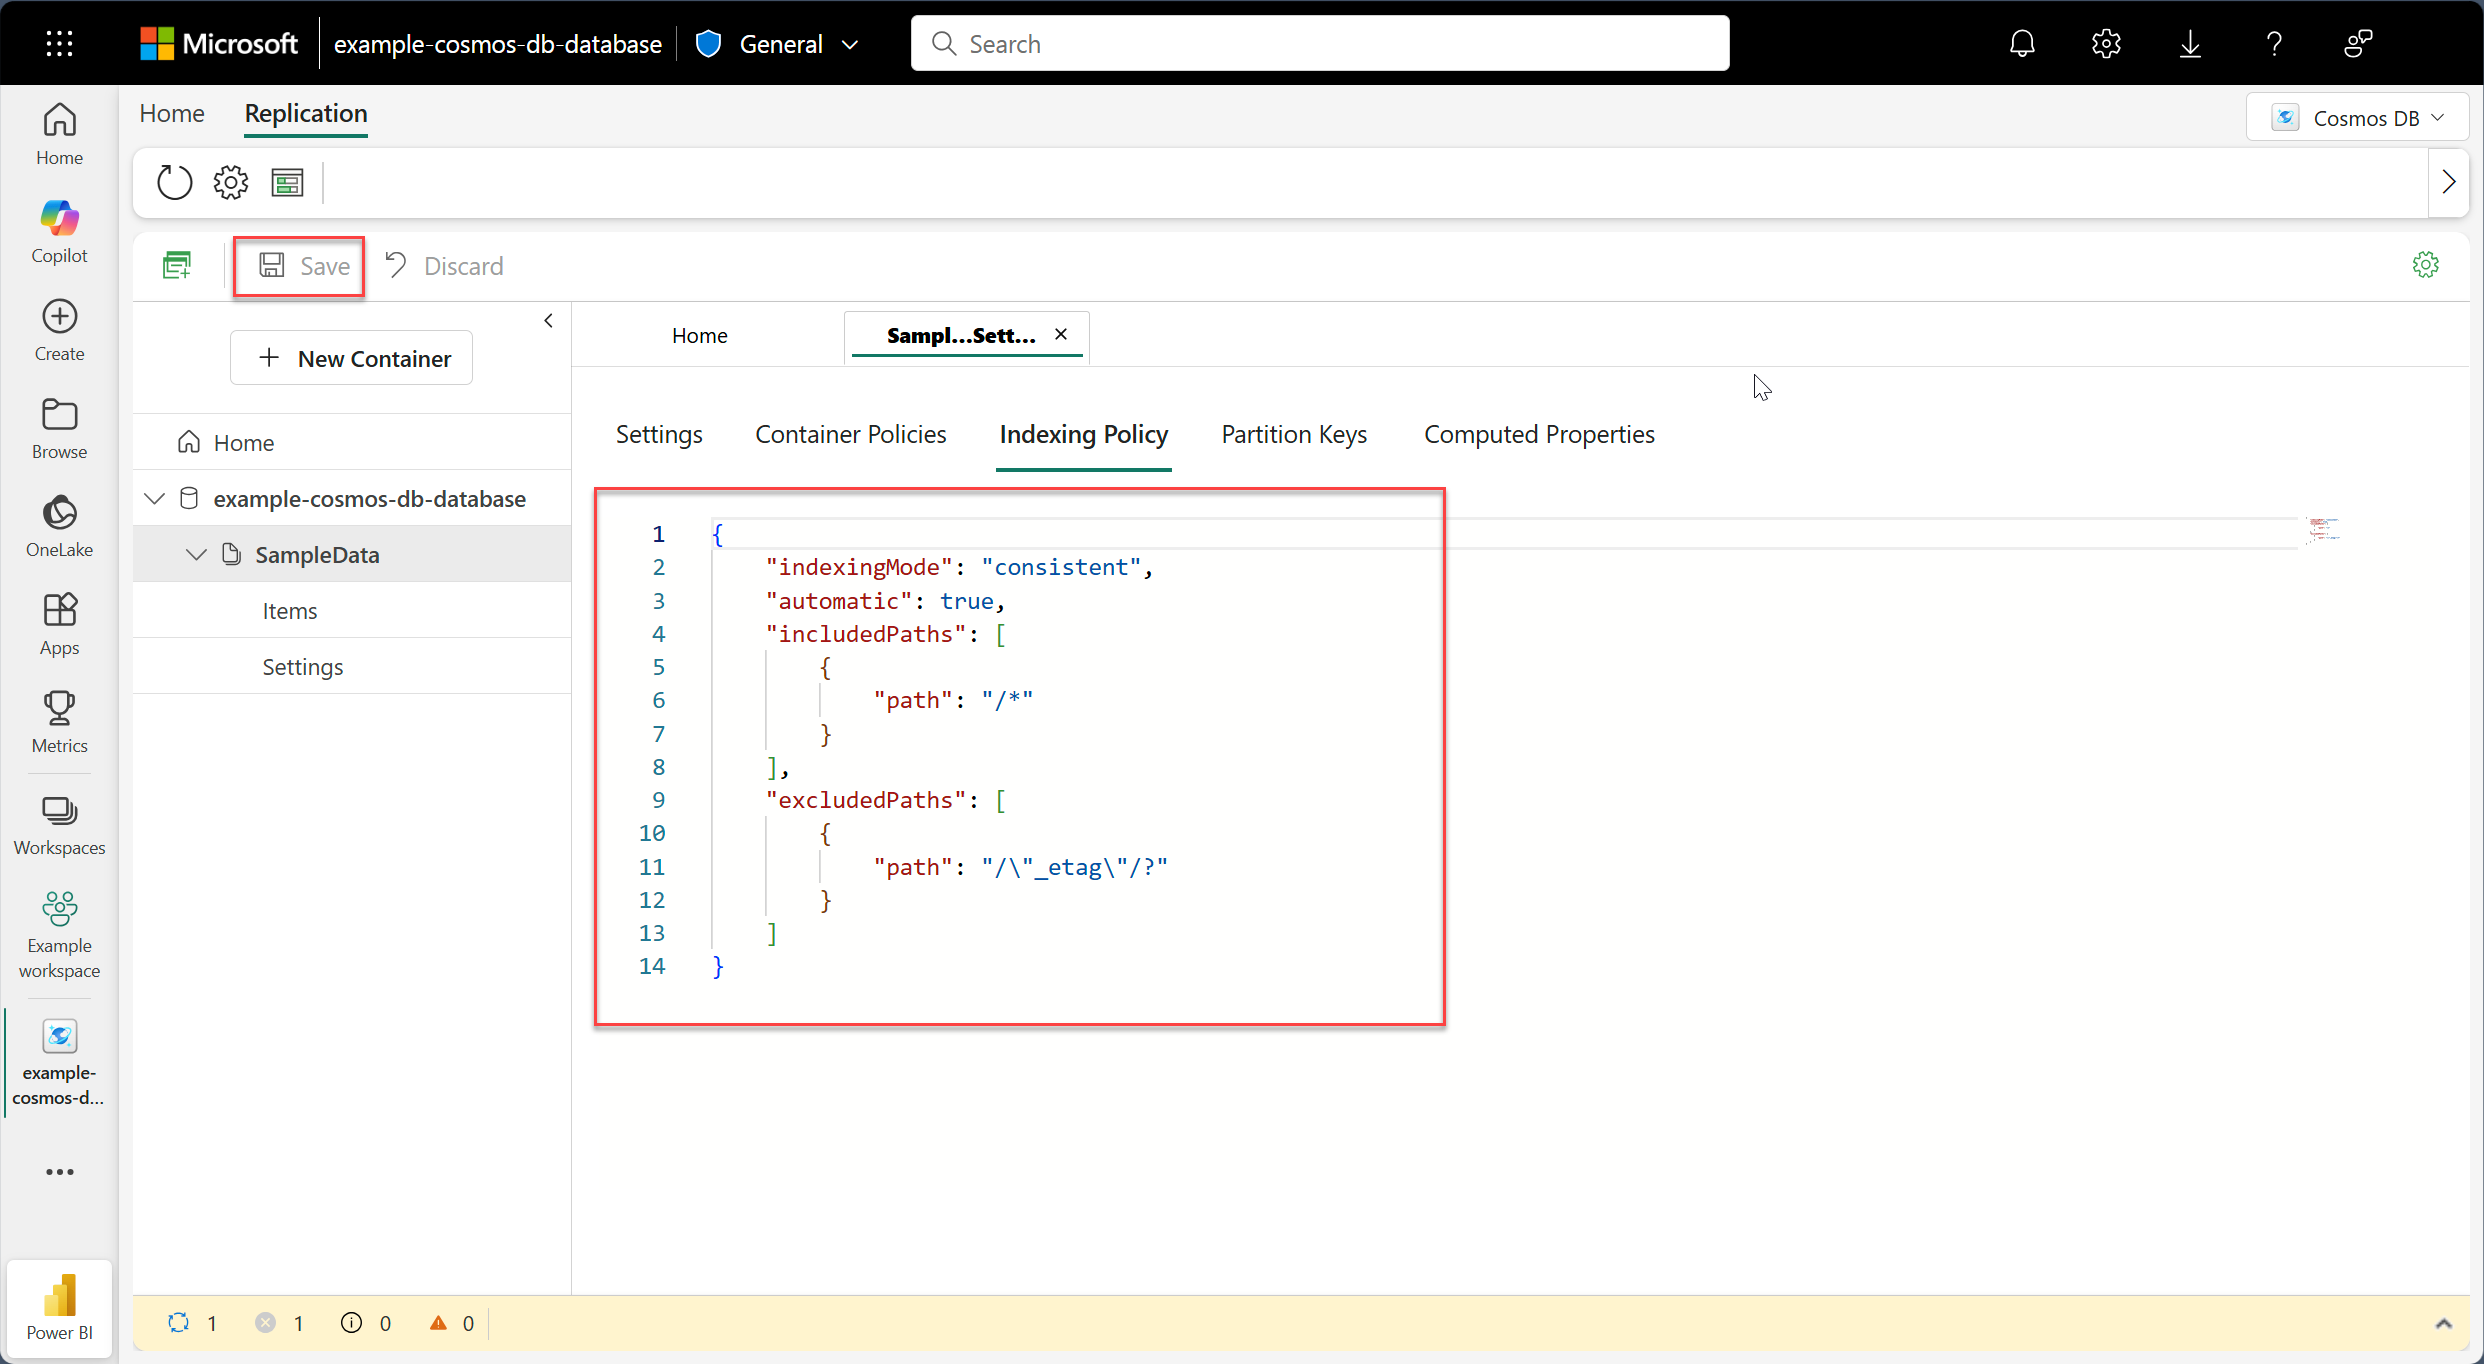 Microsoft example-cosmos-db-database General Search
Home Replication Cosmos DB
Home
Copilot
Create
Browse
OneLake
Apps
Metrics
Workspaces
Example
workspace
example-
cosmos-d...
Power BI
Save Discard
New Container
Home
example-cosmos-db-database
SampleData
Items
Settings
Home Sampl...Sett...
Settings Container Policies Indexing Policy Partition Keys Computed Properties
1 {
2 "indexingMode": "consistent",
3 "automatic": true,
4 "includedPaths": [
5 {
6 "path": "/*"
7 }
8 ],
9 "excludedPaths": [
10 {
11 "path": "/\"_etag\"/?"
12 }
13 ]
14 }
1 1 0 0